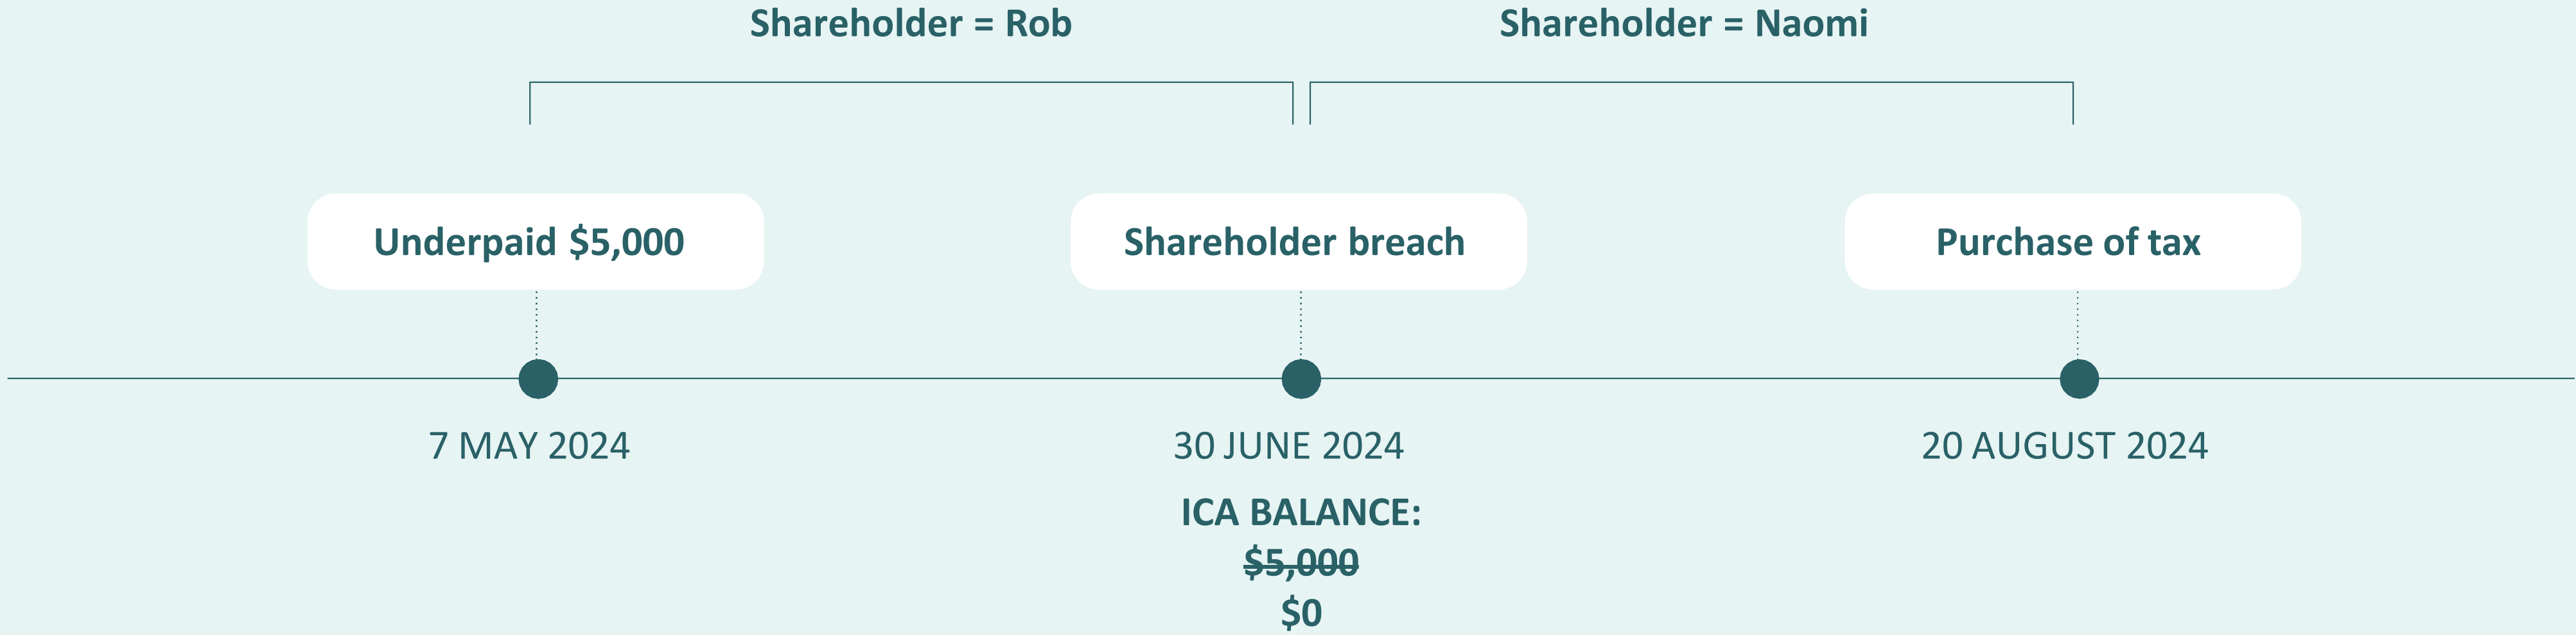 Shareholder = Rob
Shareholder = Naomi
Underpaid $5,000
Shareholder breach
Purchase of tax
7 MAY 2024
30 JUNE 2024
20 AUGUST 2024
ICA BALANCE:
$5,000
$0